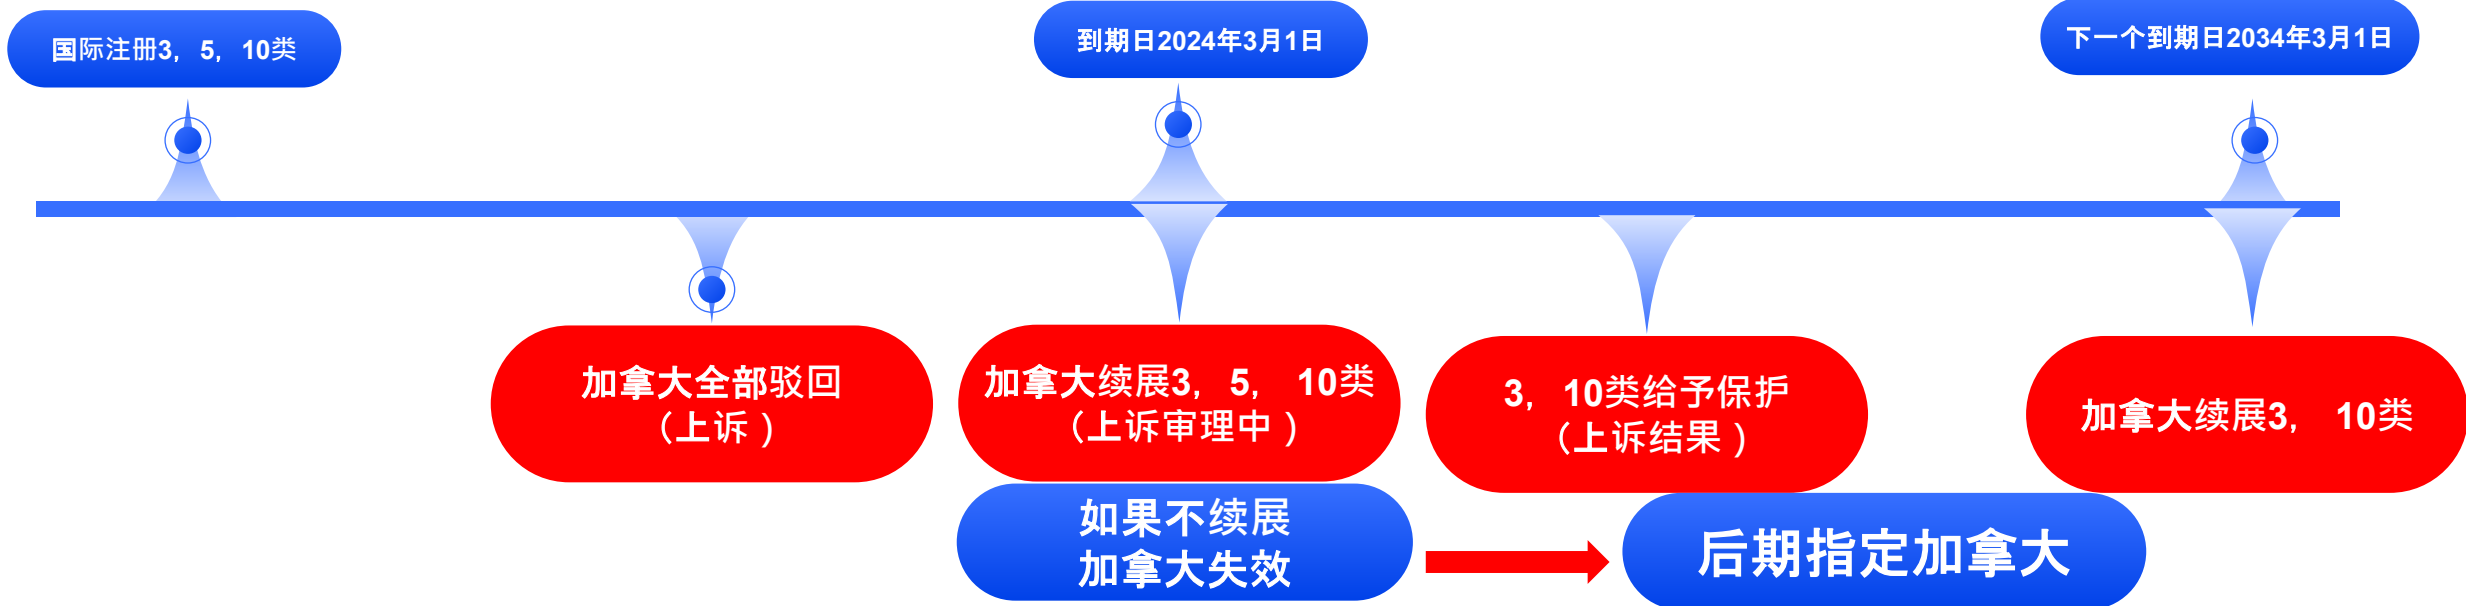 国际注册3，5，10类
到期日2024年3月1日
下一个到期日2034年3月1日
加拿大全部驳回
（上诉）
加拿大续展3，5， 10类
（上诉审理中）
3，10类给予保护
（上诉结果）
加拿大续展3， 10类
如果不续展
加拿大失效
后期指定加拿大